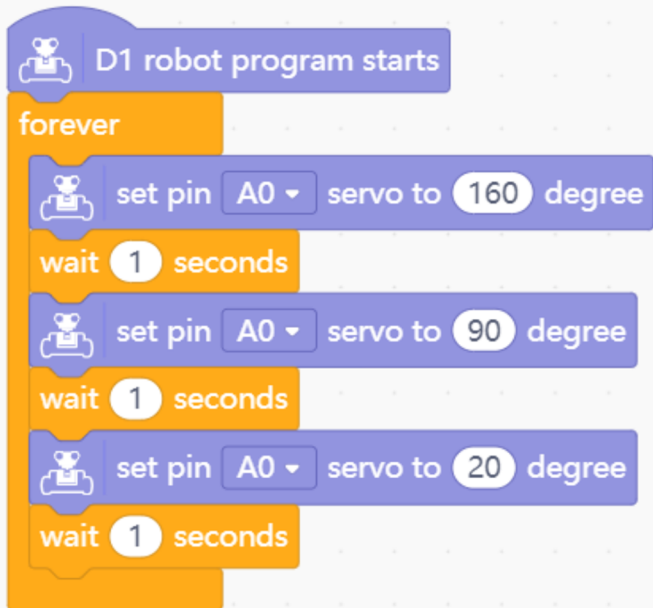 D1 robot program starts
forever
set pin A0 servo to 160 degree
wait 1 seconds
set pin A0 servo to 90 degree
wait 1 seconds
set pin A0 servo to 20 degree
wait 1 seconds